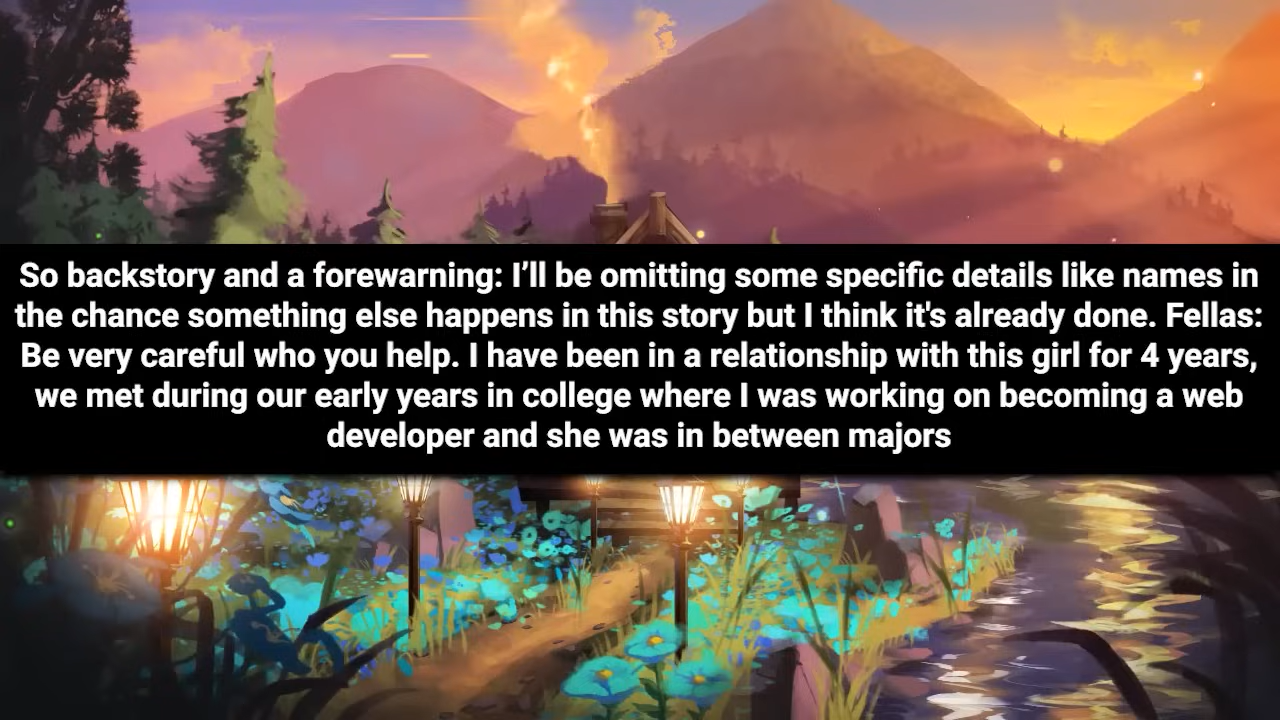 So backstory and a forewarning: I’ll be omitting some specific details like names in
the chance something else happens in this story but I think it's already done. Fellas:
Be very careful who you help. I have been in a relationship with this girl for 4 years,
we met during our early years in college where I was working on becoming a web
developer and she was in between majors